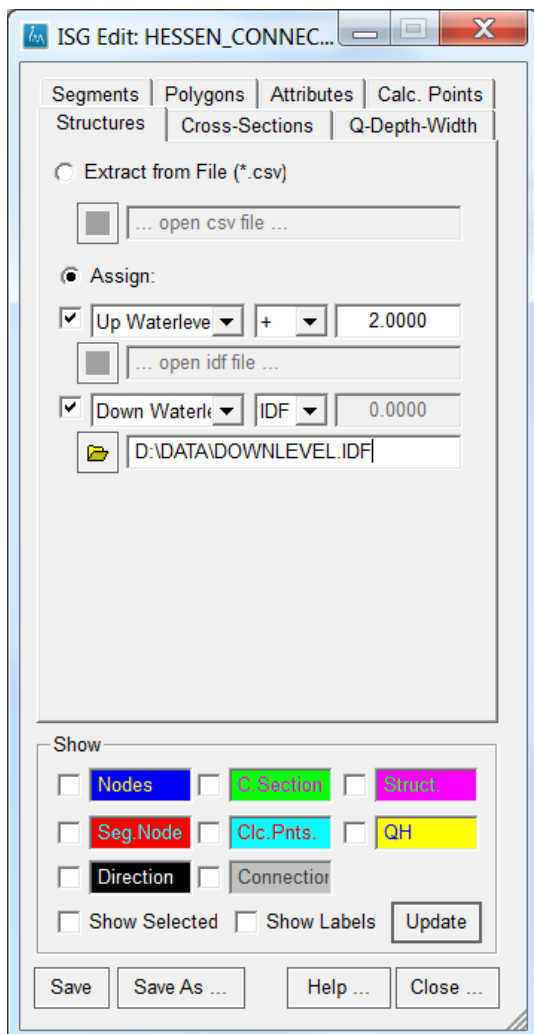 ISG Edit: HESSEN_CONNEC...
Segments Polygons Attributes Calc. Points
Structures Cross-Sections Q-Depth-Width
Extract from File (*.csv)
... open csv file ...
Assign:
Up Waterleve + 2.0000
... open idf file ...
Down Waterle IDF 0.0000
D:\DATA\DOWNLEVEL.IDF
Show
Nodes C.Section Struct.
Seg.Node Clc.Pnts. QH
Direction Connection
Show Selected Show Labels Update
Save Save As ... Help ... Close ...